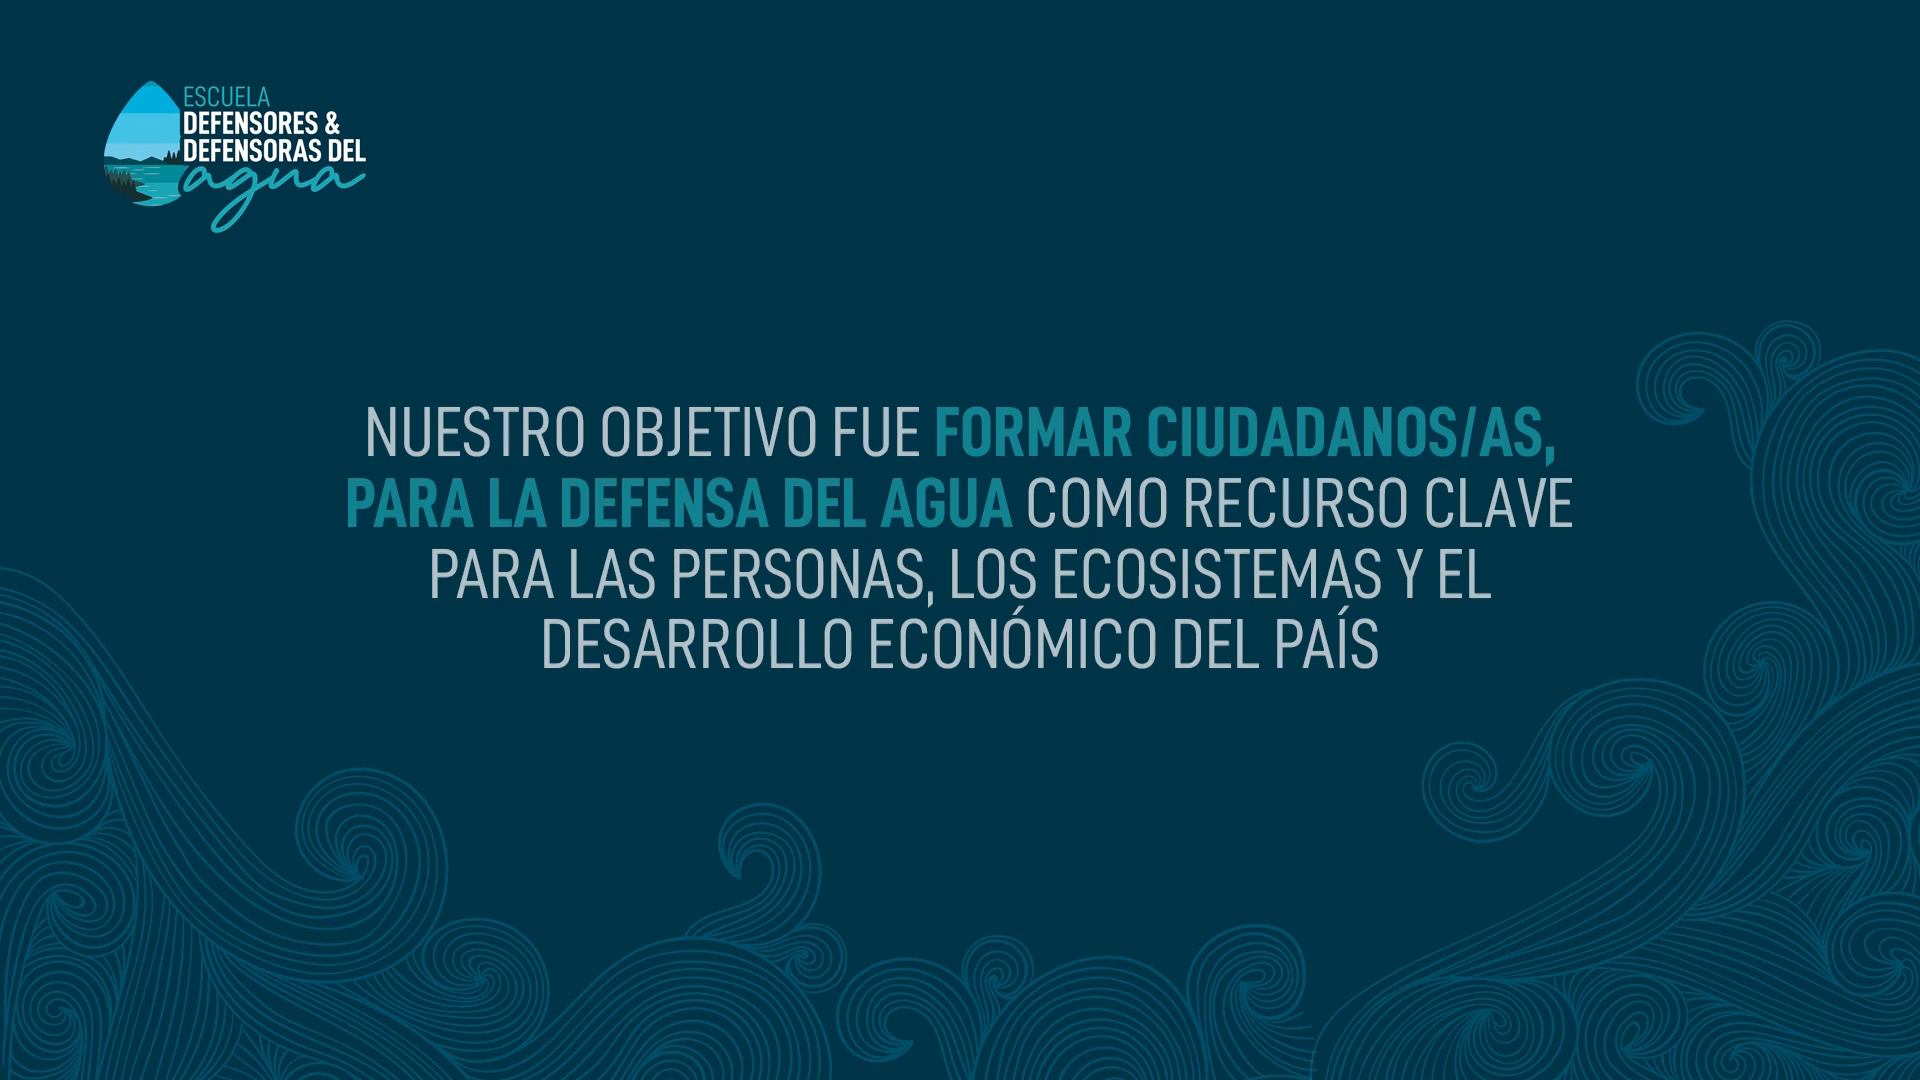 ESCUELA
DEFENSORES &
DEFENSORAS DEL
agua
NUESTRO OBJETIVO FUE FORMAR CIUDADANOS/AS,
PARA LA DEFENSA DEL AGUA COMO RECURSO CLAVE
PARA LAS PERSONAS, LOS ECOSISTEMAS Y EL
DESARROLLO ECONÓMICO DEL PAÍS